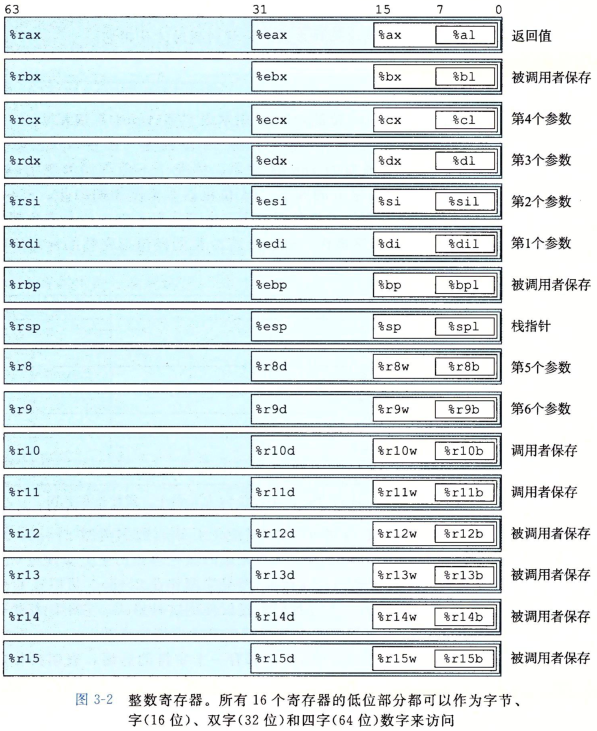 63 31 15 7 0
%rax %eax %ax %al 返回值
%rbx %ebx %bx %bl 被调用者保存
%rcx %ecx %cx %cl 第4个参数
%rdx %edx %dx %dl 第3个参数
%rsi %esi %si %sil 第2个参数
%rdi %edi %di %dil 第1个参数
%rbp %ebp %bp %bpl 被调用者保存
%rsp %esp %sp %spl 栈指针
%r8 %r8d %r8w %r8b 第5个参数
%r9 %r9d %r9w %r9b 第6个参数
%r10 %r10d %r10w %r10b 调用者保存
%r11 %r11d %r11w %r11b 调用者保存
%r12 %r12d %r12w %r12b 被调用者保存
%r13 %r13d %r13w %r13b 被调用者保存
%r14 %r14d %r14w %r14b 被调用者保存
%r15 %r15d %r15w %r15b 被调用者保存
图 3-2 整数寄存器。所有 16 个寄存器的低位部分都可以作为字节、
字(16 位)、双字(32 位)和四字(64 位)数字来访问